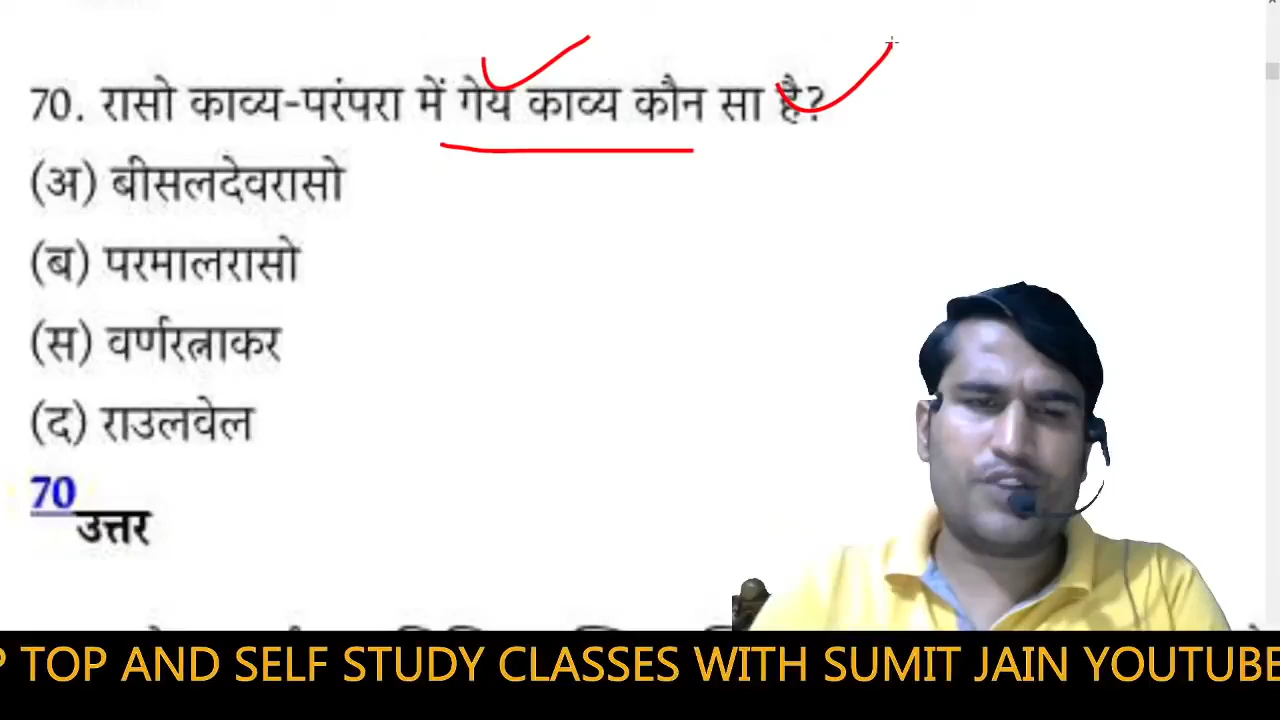 70. रासो काव्य-परंपरा में गेय काव्य कौन सा है?
(अ) बीसलदेवरासो
(ब) परमालरासो
(स) वर्णरत्नाकर
(द) राउलवेल
70
उत्तर
P TOP AND SELF STUDY CLASSES WITH SUMIT JAIN YOUTUBE